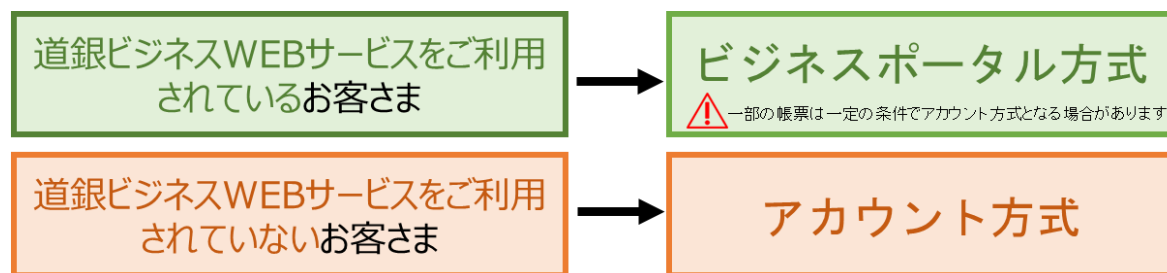 道銀ビジネスWEBサービスをご利用
されているお客さま
ビジネスポータル方式
一部の帳票は一定の条件でアカウント方式となる場合があります
道銀ビジネスWEBサービスをご利用
されていないお客さま
アカウント方式